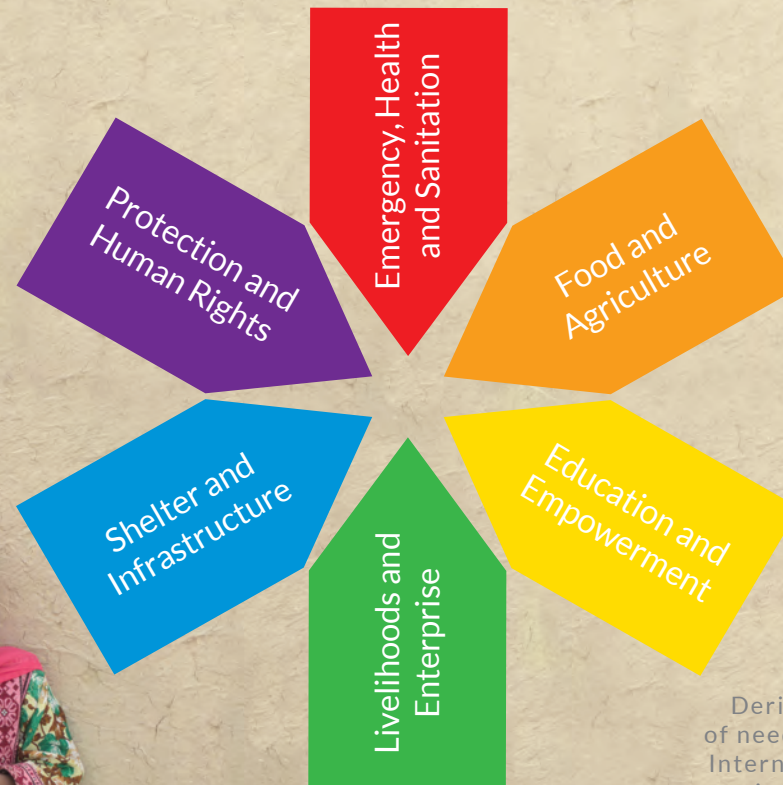 Emergency, Health
and Sanitation
Food and
Agriculture
Education and
Empowerment
Livelihoods and
Enterprise
Shelter and
Infrastructure
Protection and
Human Rights
of